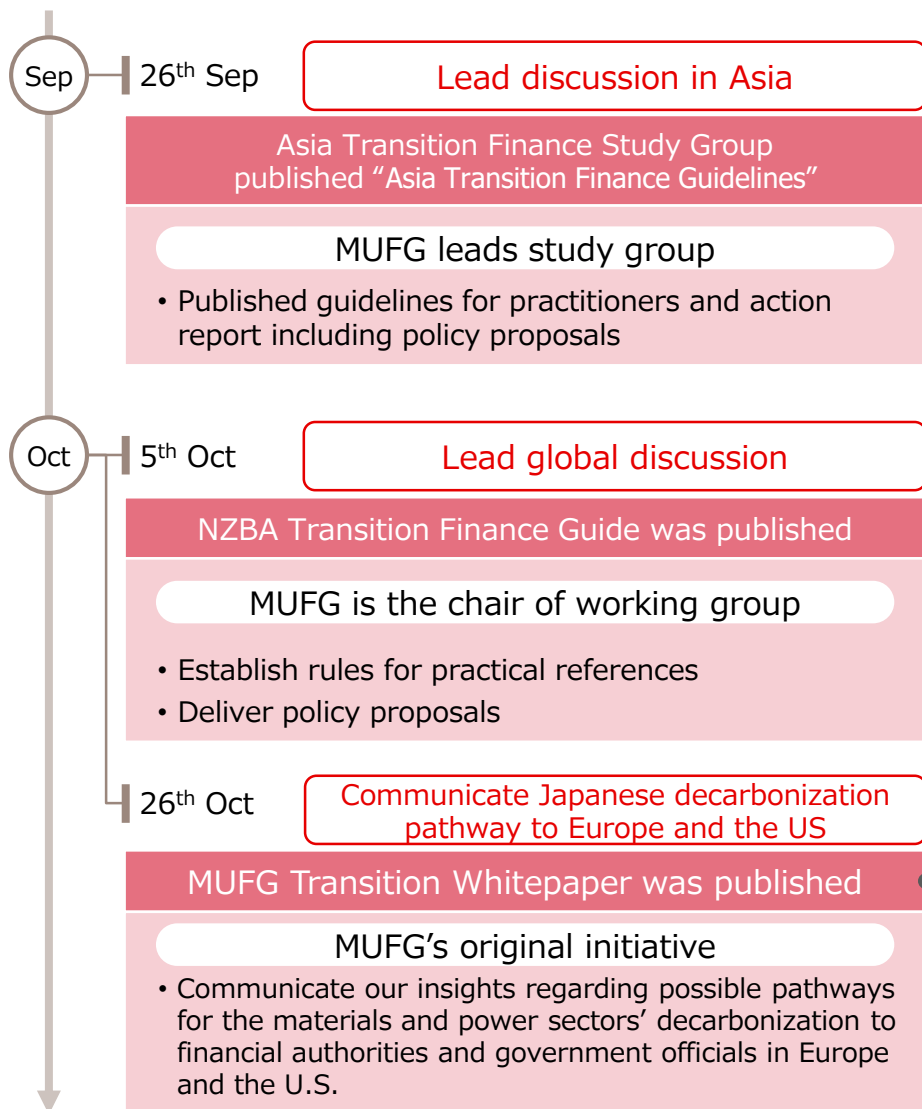 Sep
26th Sep
Lead discussion in Asia
Asia Transition Finance Study Group
published “Asia Transition Finance Guidelines”
MUFG leads study group
• Published guidelines for practitioners and action
report including policy proposals
Oct
5th Oct
Lead global discussion
NZBA Transition Finance Guide was published
MUFG is the chair of working group
• Establish rules for practical references
• Deliver policy proposals
26th Oct
Communicate Japanese decarbonization
pathway to Europe and the US
MUFG Transition Whitepaper was published
MUFG’s original initiative
• Communicate our insights regarding possible pathways
for the materials and power sectors’ decarbonization to
financial authorities and government officials in Europe
and the U.S.